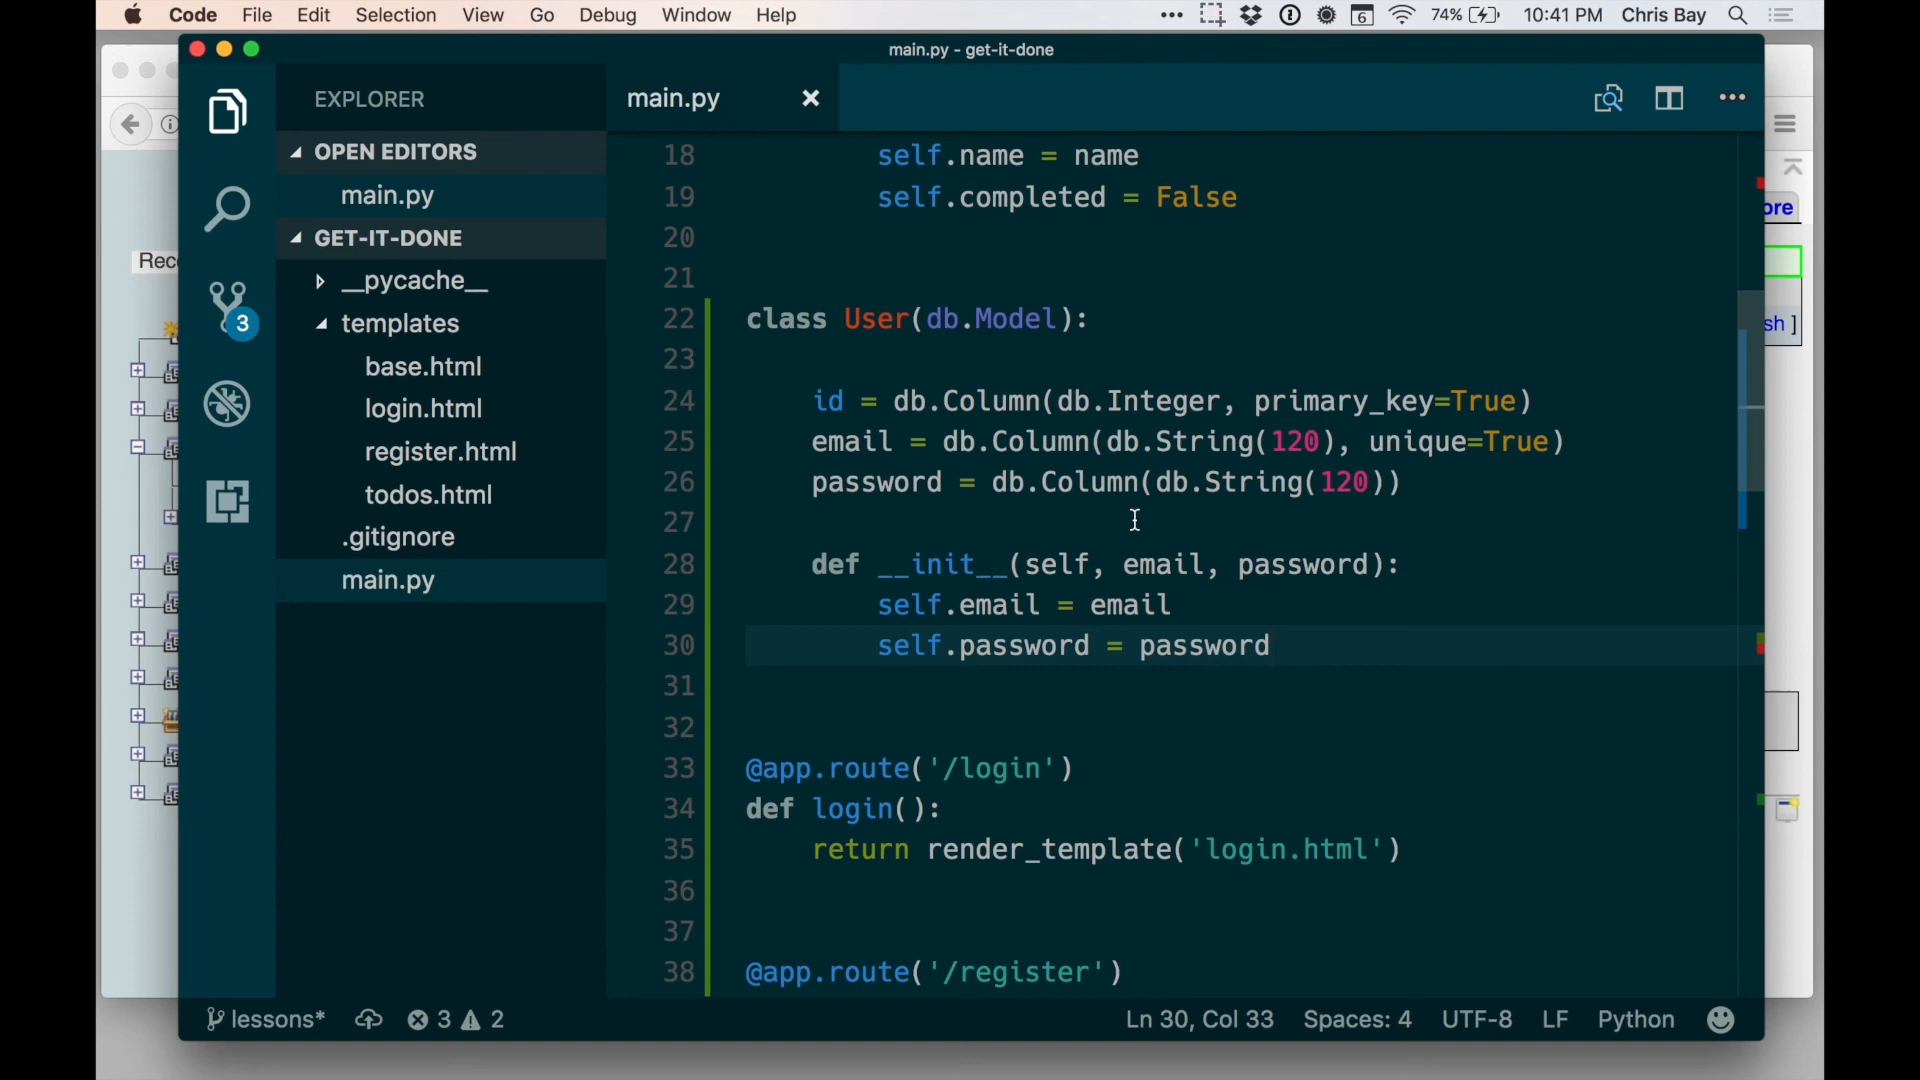 Code File Edit Selection View Go Debug Window Help ••• 6 74% 10:41 PM Chris Bay
main.py - get-it-done
EXPLORER
OPEN EDITORS
main.py
GET-IT-DONE
__pycache__
templates
base.html
login.html
register.html
todos.html
.gitignore
main.py
3
main.py
18 self.name = name
19 self.completed = False
20
21
22 class User(db.Model):
23
24 id = db.Column(db.Integer, primary_key=True)
25 email = db.Column(db.String(120), unique=True)
26 password = db.Column(db.String(120))
27
28 def __init__(self, email, password):
29 self.email = email
30 self.password = password
31
32
33 @app.route('/login')
34 def login():
35 return render_template('login.html')
36
37
38 @app.route('/register')
lessons* 3 2 Ln 30, Col 33 Spaces: 4 UTF-8 LF Python
Rec
ore
sh ]